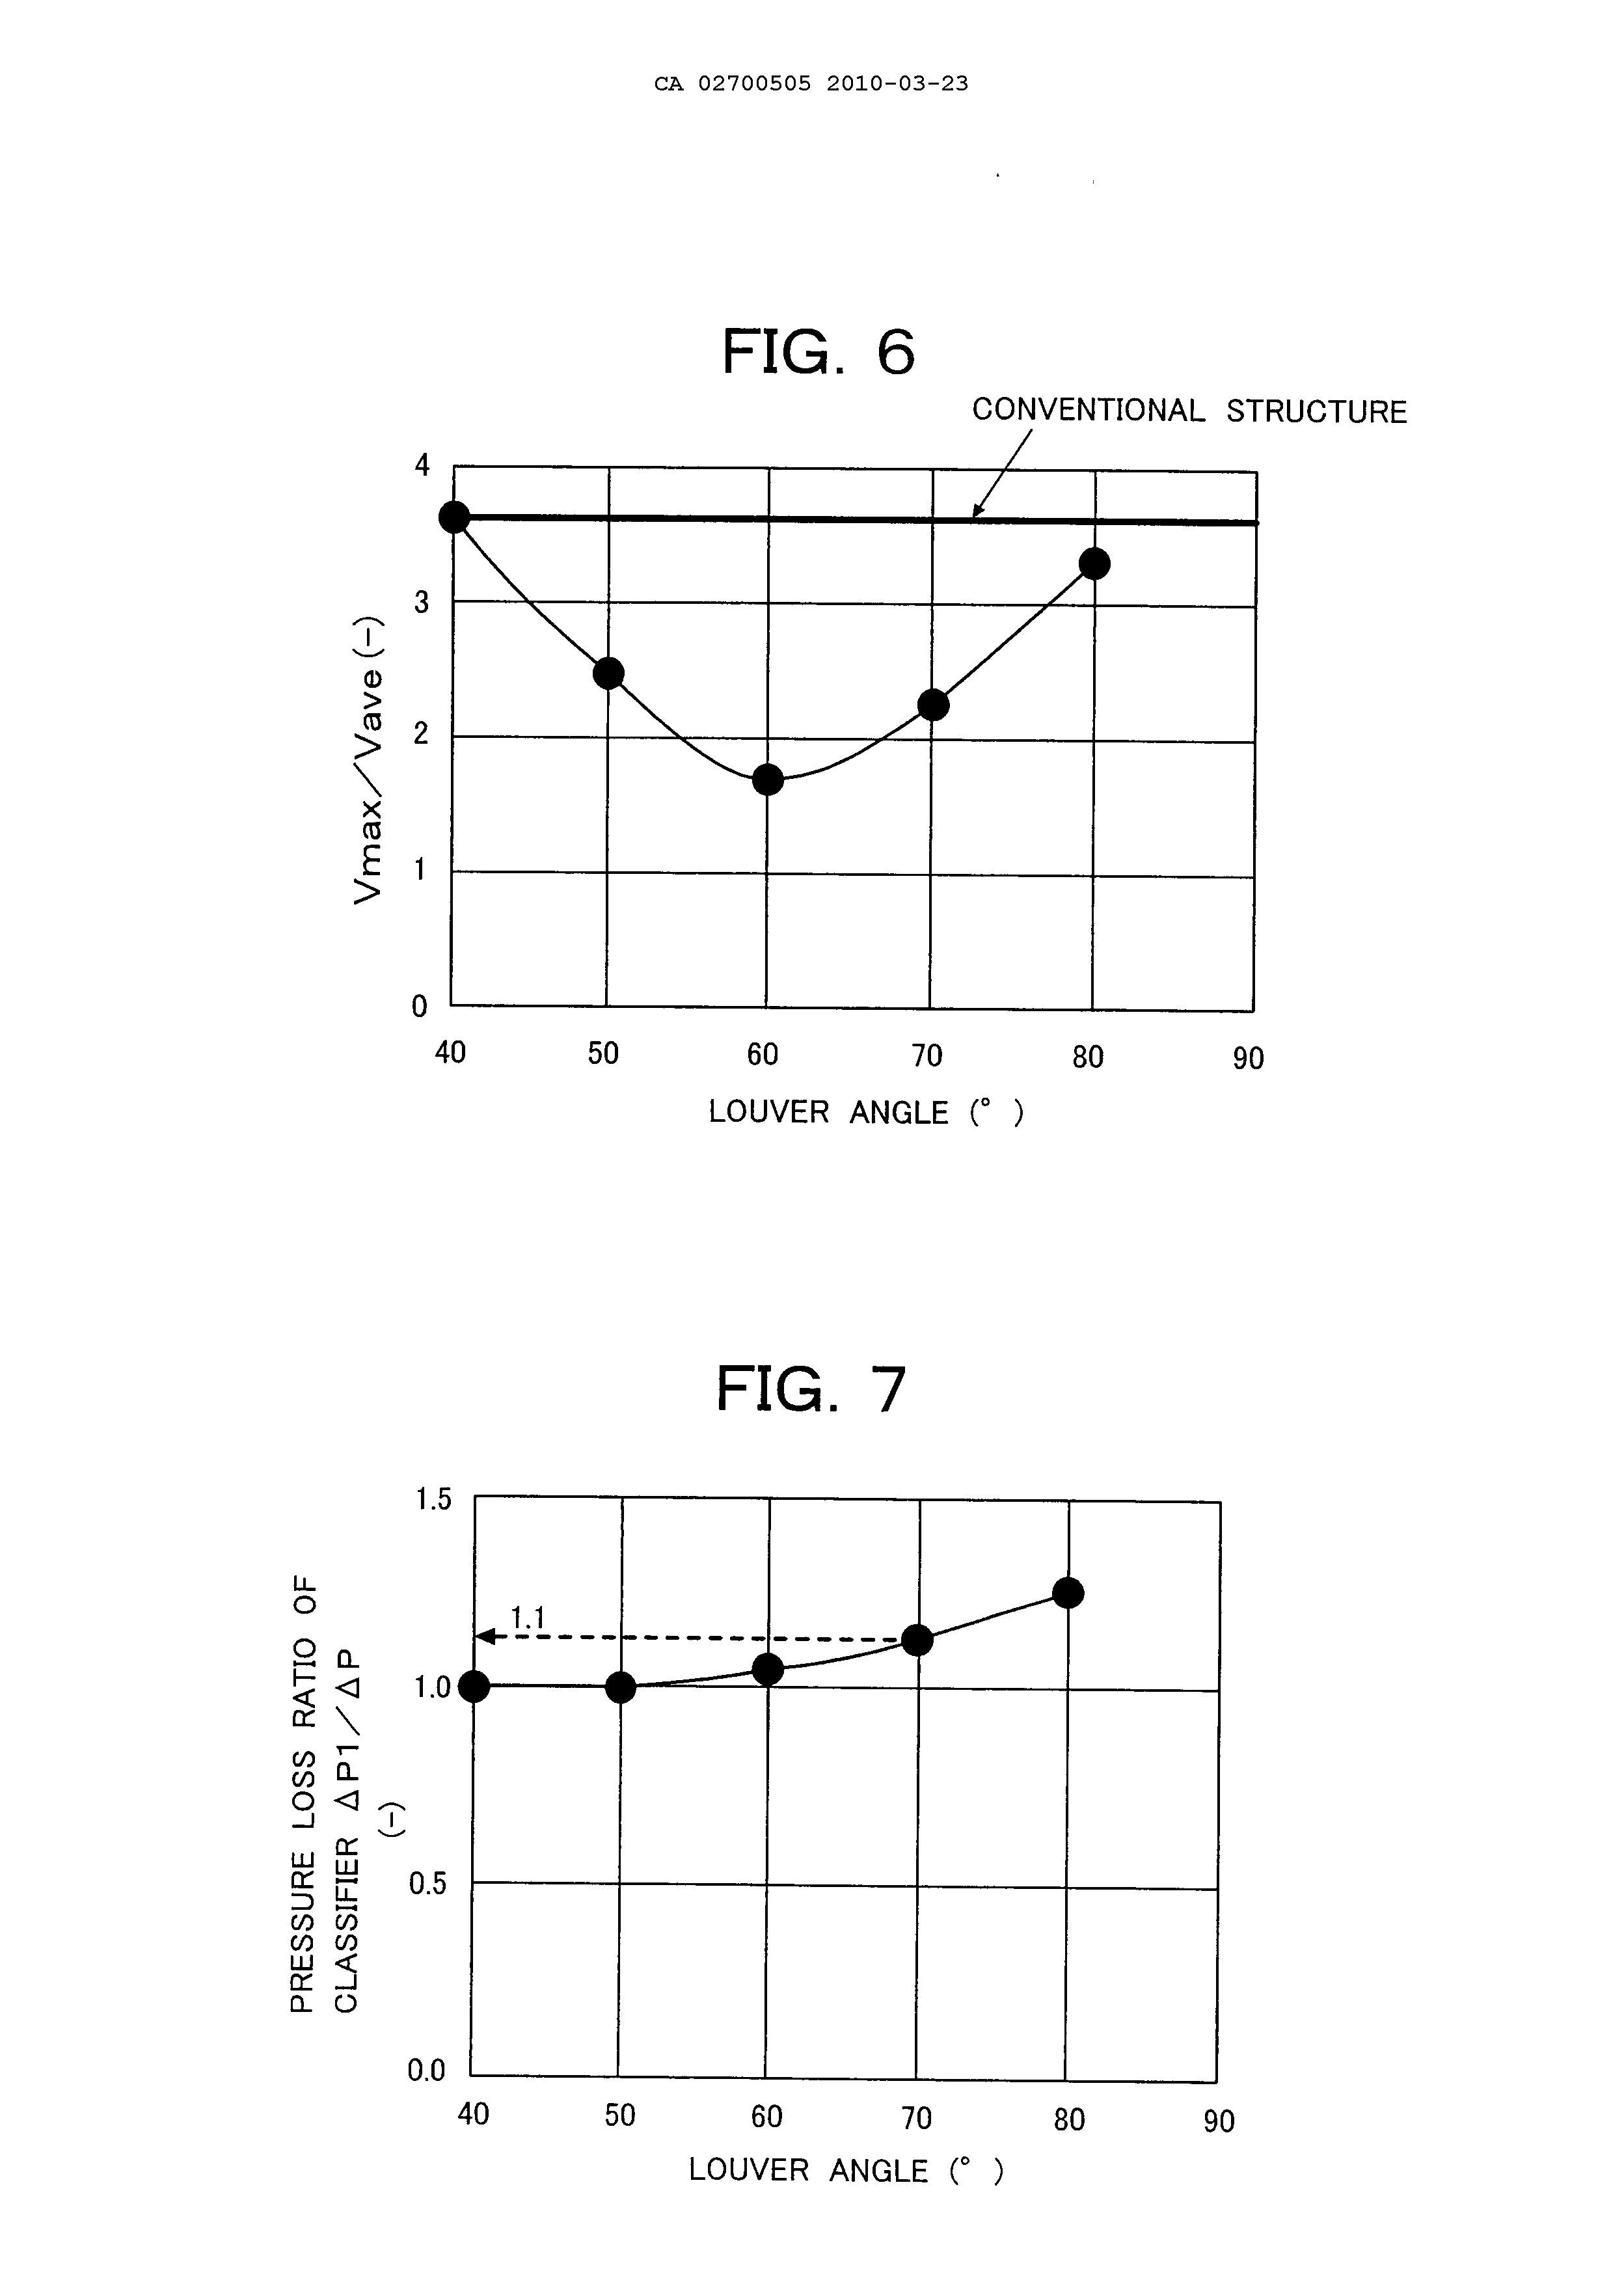 CA 02700505 2010-03-23
FIG. 6
CONVENTIONAL STRUCTURE
4
3
2
1
0
Vmax/Vave(-)
40 50 60 70 80 90
LOUVER ANGLE (° )
FIG. 7
1.5
1.1
1.0
0.5
0.0
PRESSURE LOSS RATIO OF
CLASSIFIER ΔP1/ΔP
(-)
40 50 60 70 80 90
LOUVER ANGLE (° )